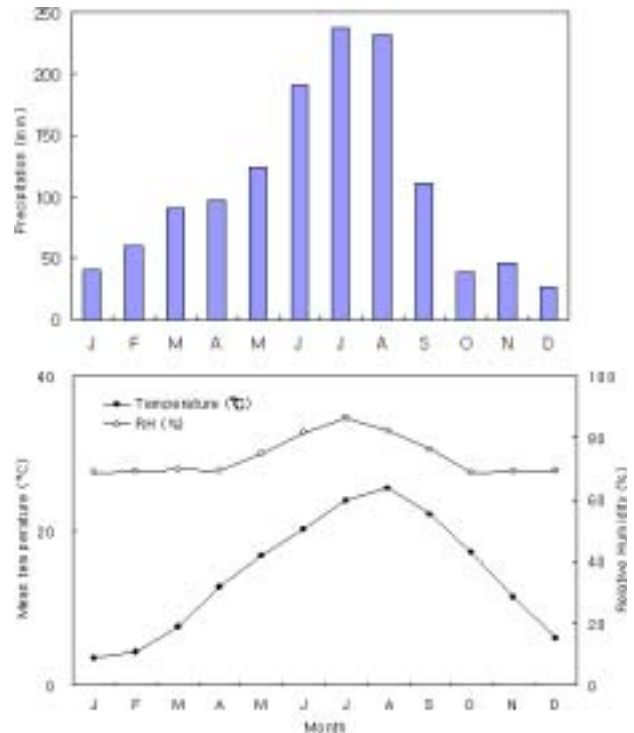 250
200
150
100
50
0
Precipitation (mm)
J F M A M J J A S O N D
40
20
0
Mean temperature (°C)
Temperature (℃)
RH (%)
100
80
60
40
20
0
Relative Humidity (%)
J F M A M J J A S O N D
Month